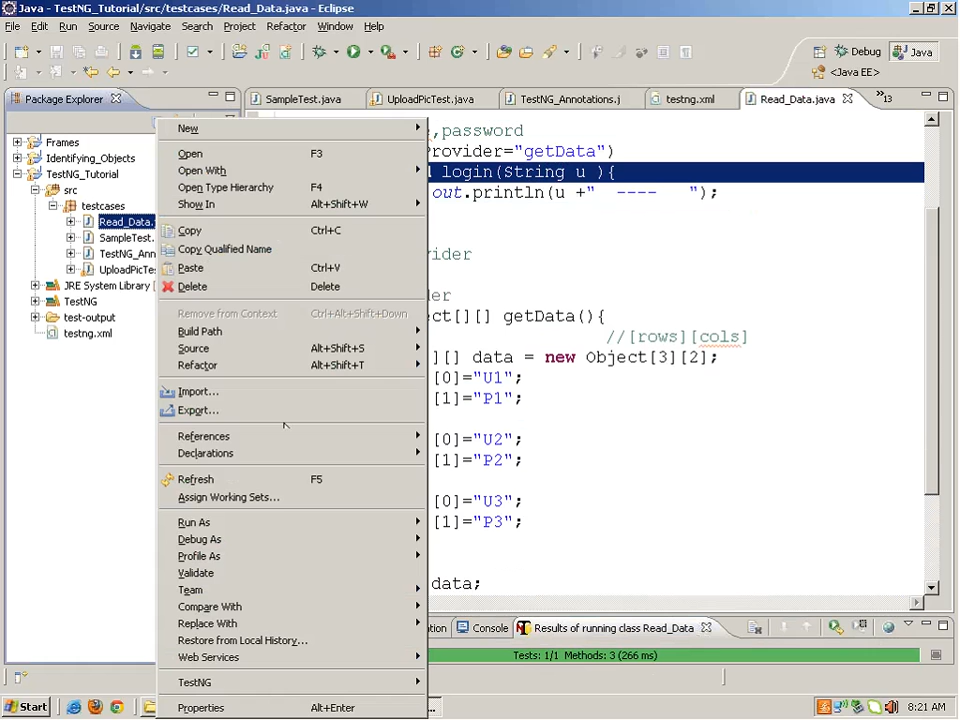 Java - TestNG_Tutorial/src/testcases/Read_Data.java - Eclipse
File Edit Run Source Navigate Search Project Refactor Window Help
Debug Java
<Java EE>
Package Explorer
SampleTest.java UploadPicTest.java TestNG_Annotations.j testng.xml Read_Data.java »13
Frames
Identifying_Objects
TestNG_Tutorial
src
testcases
Read_Data.
SampleTest.
TestNG_Ann
UploadPicTe
JRE System Library [
TestNG
test-output
testng.xml
New
Open F3
Open With
Open Type Hierarchy F4
Show In Alt+Shift+W
Copy Ctrl+C
Copy Qualified Name
Paste Ctrl+V
Delete Delete
Remove from Context Ctrl+Alt+Shift+Down
Build Path
Source Alt+Shift+S
Refactor Alt+Shift+T
Import...
Export...
References
Declarations
Refresh F5
Assign Working Sets...
Run As
Debug As
Profile As
Validate
Team
Compare With
Replace With
Restore from Local History...
Web Services
TestNG
Properties Alt+Enter
,password
Provider="getData")
login(String u ){
out.println(u +"  ----   ");
vider
der
ect[][] getData(){
//[rows][cols]
][] data = new Object[3][2];
[0]="U1";
[1]="P1";
[0]="U2";
[1]="P2";
[0]="U3";
[1]="P3";
data;
tion Console Results of running class Read_Data
Tests: 1/1 Methods: 3 (266 ms)
Start 8:21 AM